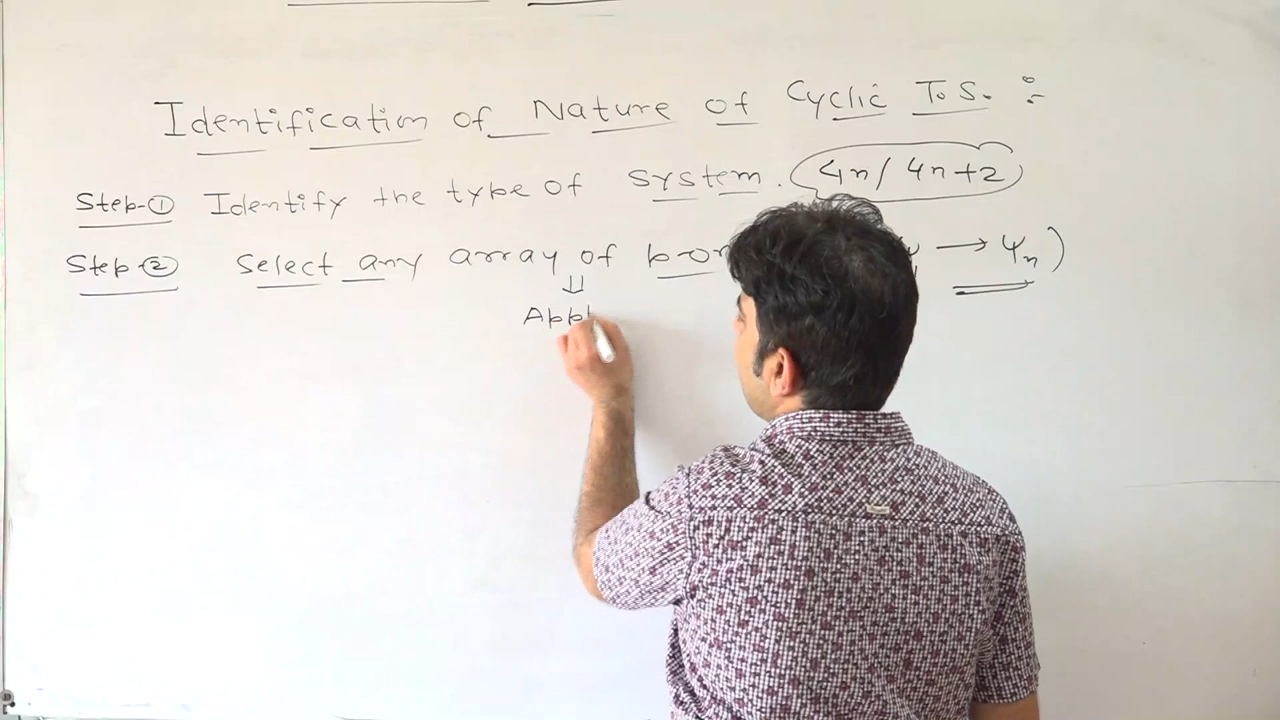 Identification of Nature of Cyclic T.S. :-
Step-① Identify the type of system. 4n/4n+2
Step-② Select any array of → Ψn)
⇓